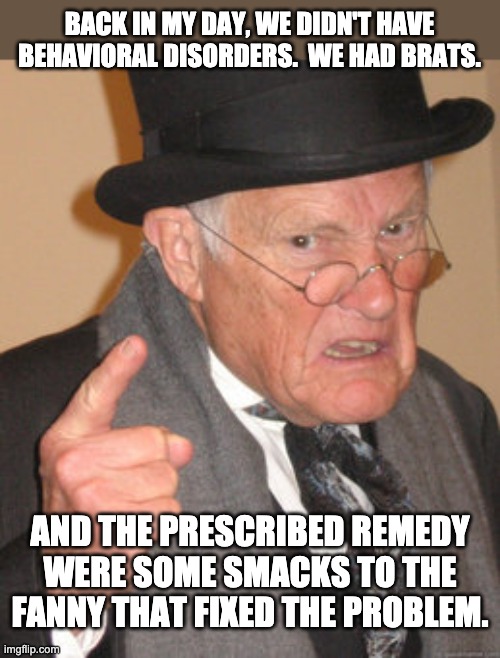 BACK IN MY DAY, WE DIDN'T HAVE
BEHAVIORAL DISORDERS.  WE HAD BRATS.
AND THE PRESCRIBED REMEDY
WERE SOME SMACKS TO THE
FANNY THAT FIXED THE PROBLEM.
imgflip.com